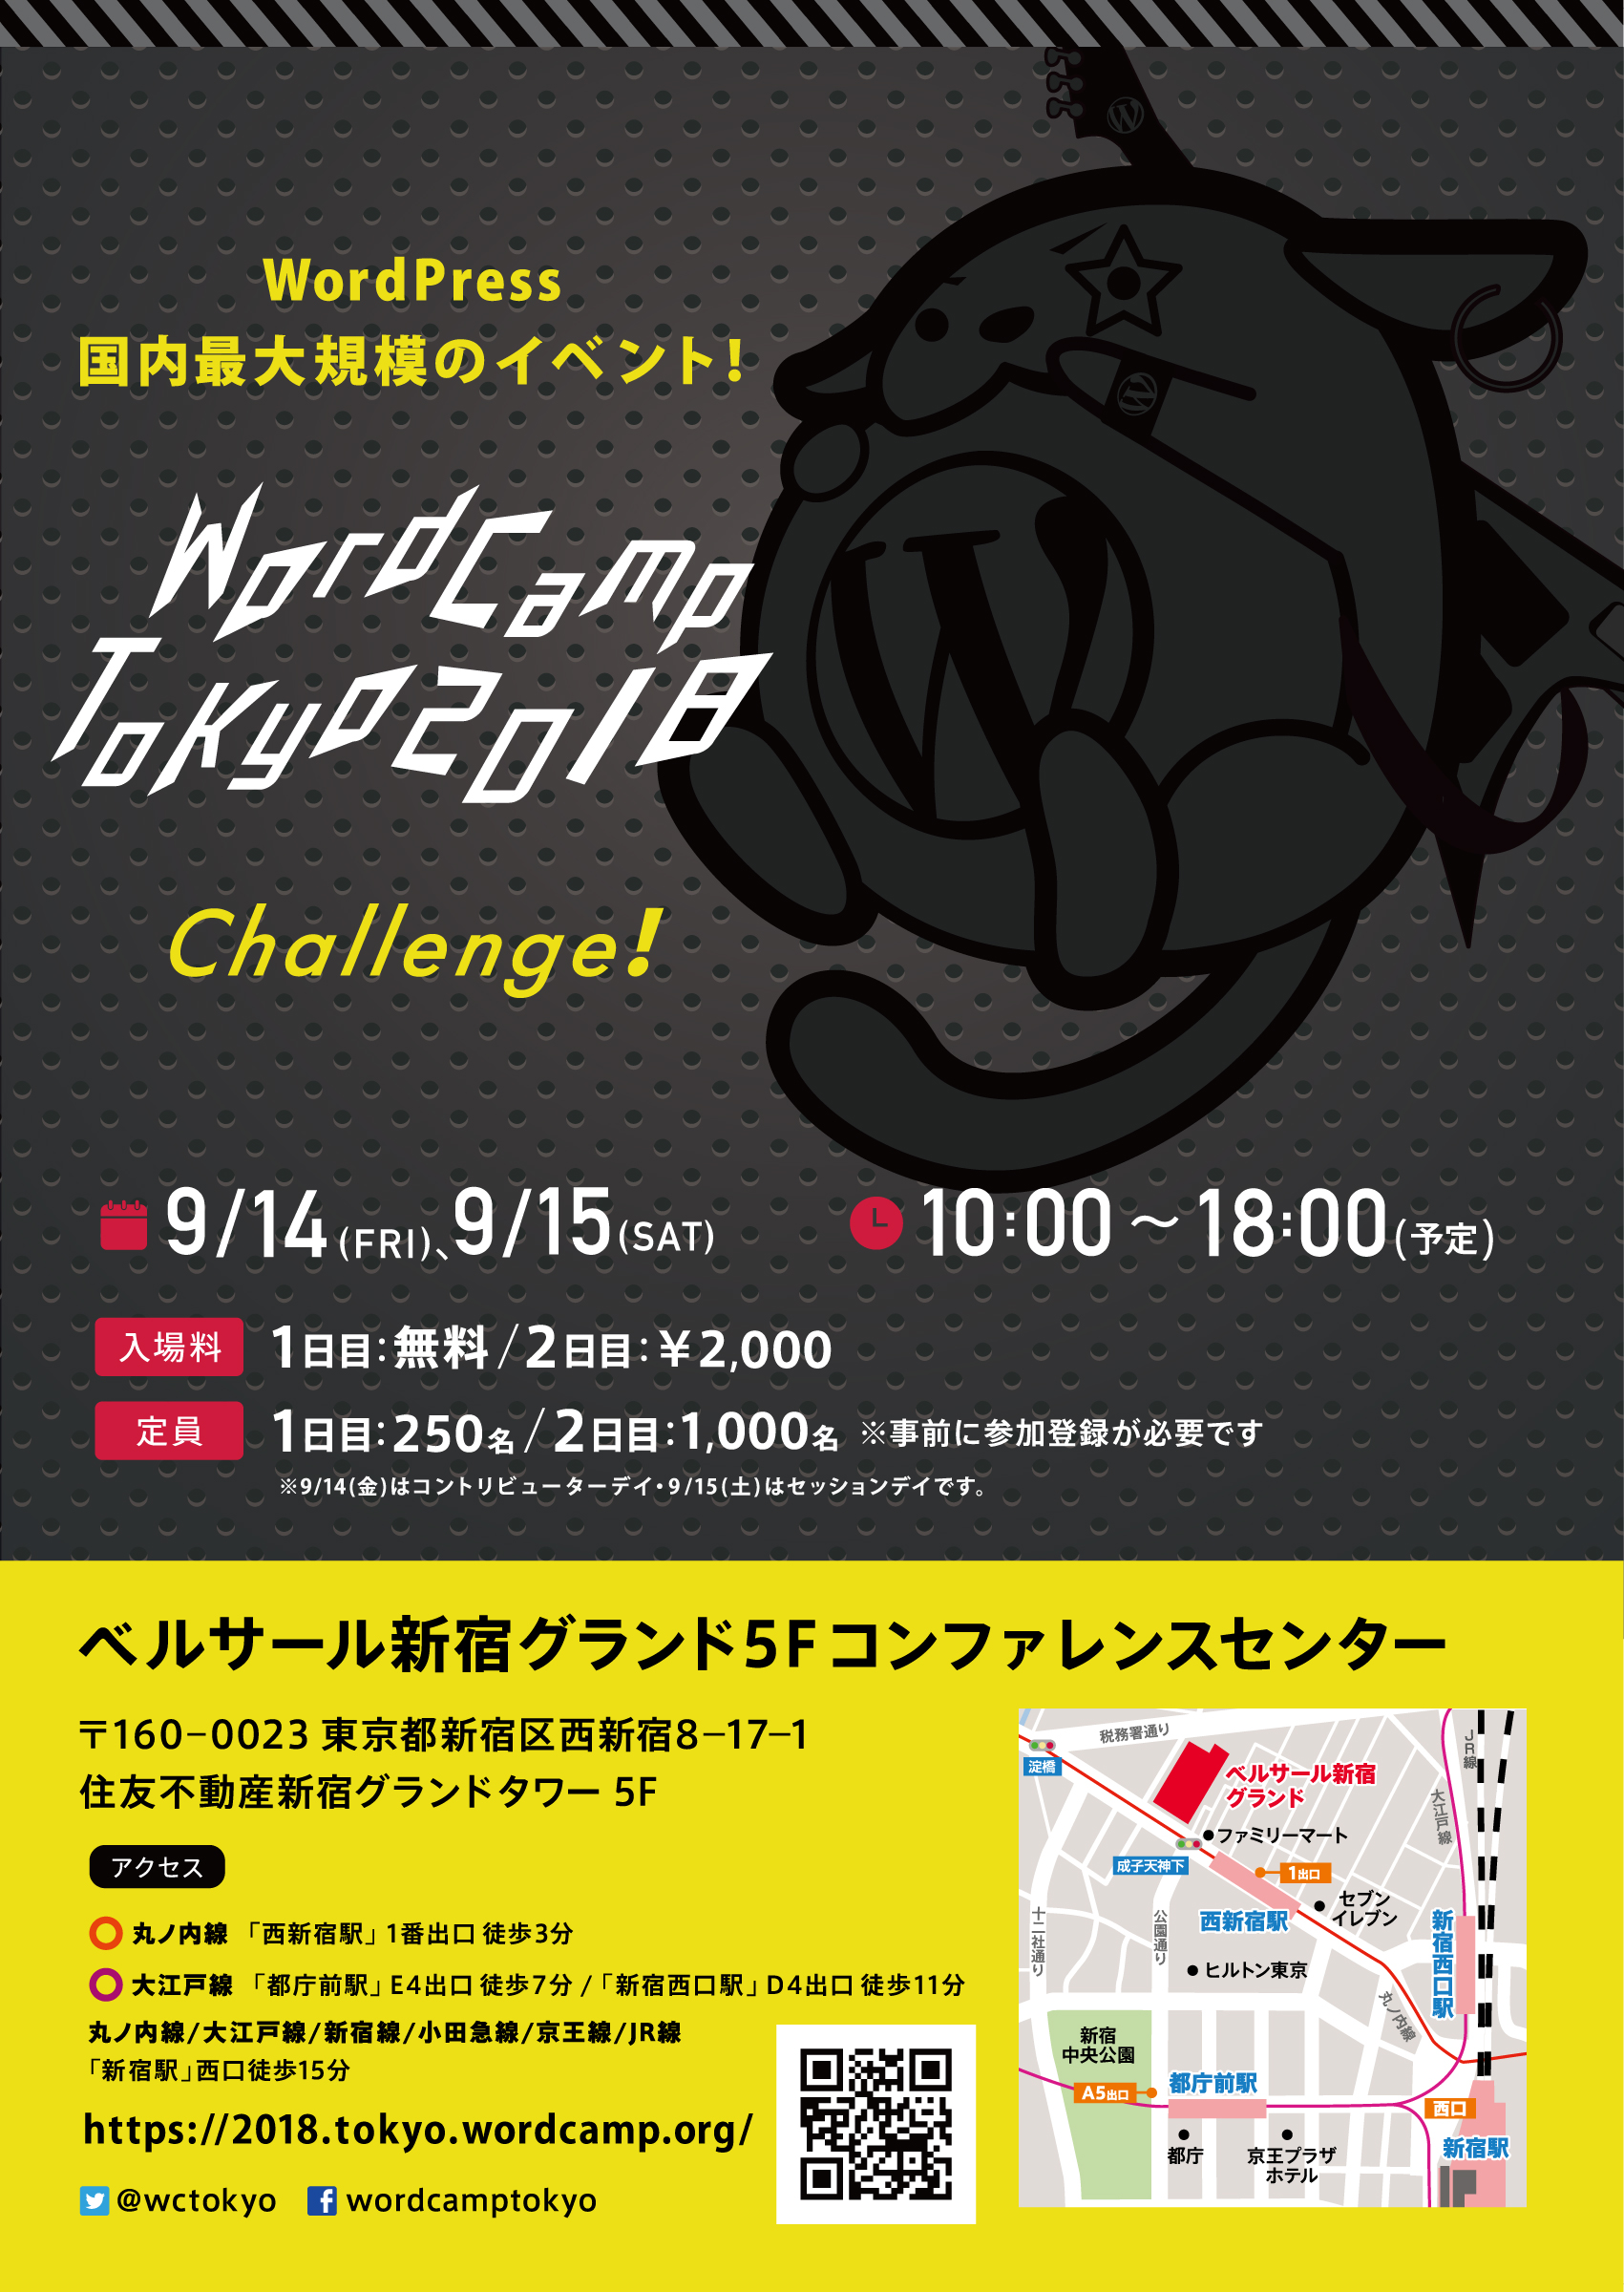 WordPress
国内最大規模のイベント!
WordCamp
Tokyo2018
Challenge!
9/14(FRI)、9/15(SAT)
10:00〜18:00(予定)
入場料 1日目:無料/2日目:¥2,000
定員 1日目:250名/2日目:1,000名 ※事前に参加登録が必要です
※9/14(金)はコントリビューターデイ・9/15(土)はセッションデイです。
ベルサール新宿グランド5Fコンファレンスセンター
〒160-0023 東京都新宿区西新宿8-17-1
住友不動産新宿グランドタワー 5F
アクセス
丸ノ内線 「西新宿駅」1番出口 徒歩3分
大江戸線 「都庁前駅」E4出口 徒歩7分 /「新宿西口駅」D4出口 徒歩11分
丸ノ内線/大江戸線/新宿線/小田急線/京王線/JR線
「新宿駅」西口徒歩15分
https://2018.tokyo.wordcamp.org/
@wctokyo wordcamptokyo
税務署通り
淀橋
ベルサール新宿
グランド
JR線
大江戸線
ファミリーマート
成子天神下
1出口
セブン
イレブン
西新宿駅
新宿西口駅
十二社通り
公園通り
ヒルトン東京
丸ノ内線
新宿
中央公園
A5出口
都庁前駅
西口
都庁
京王プラザ
ホテル
新宿駅